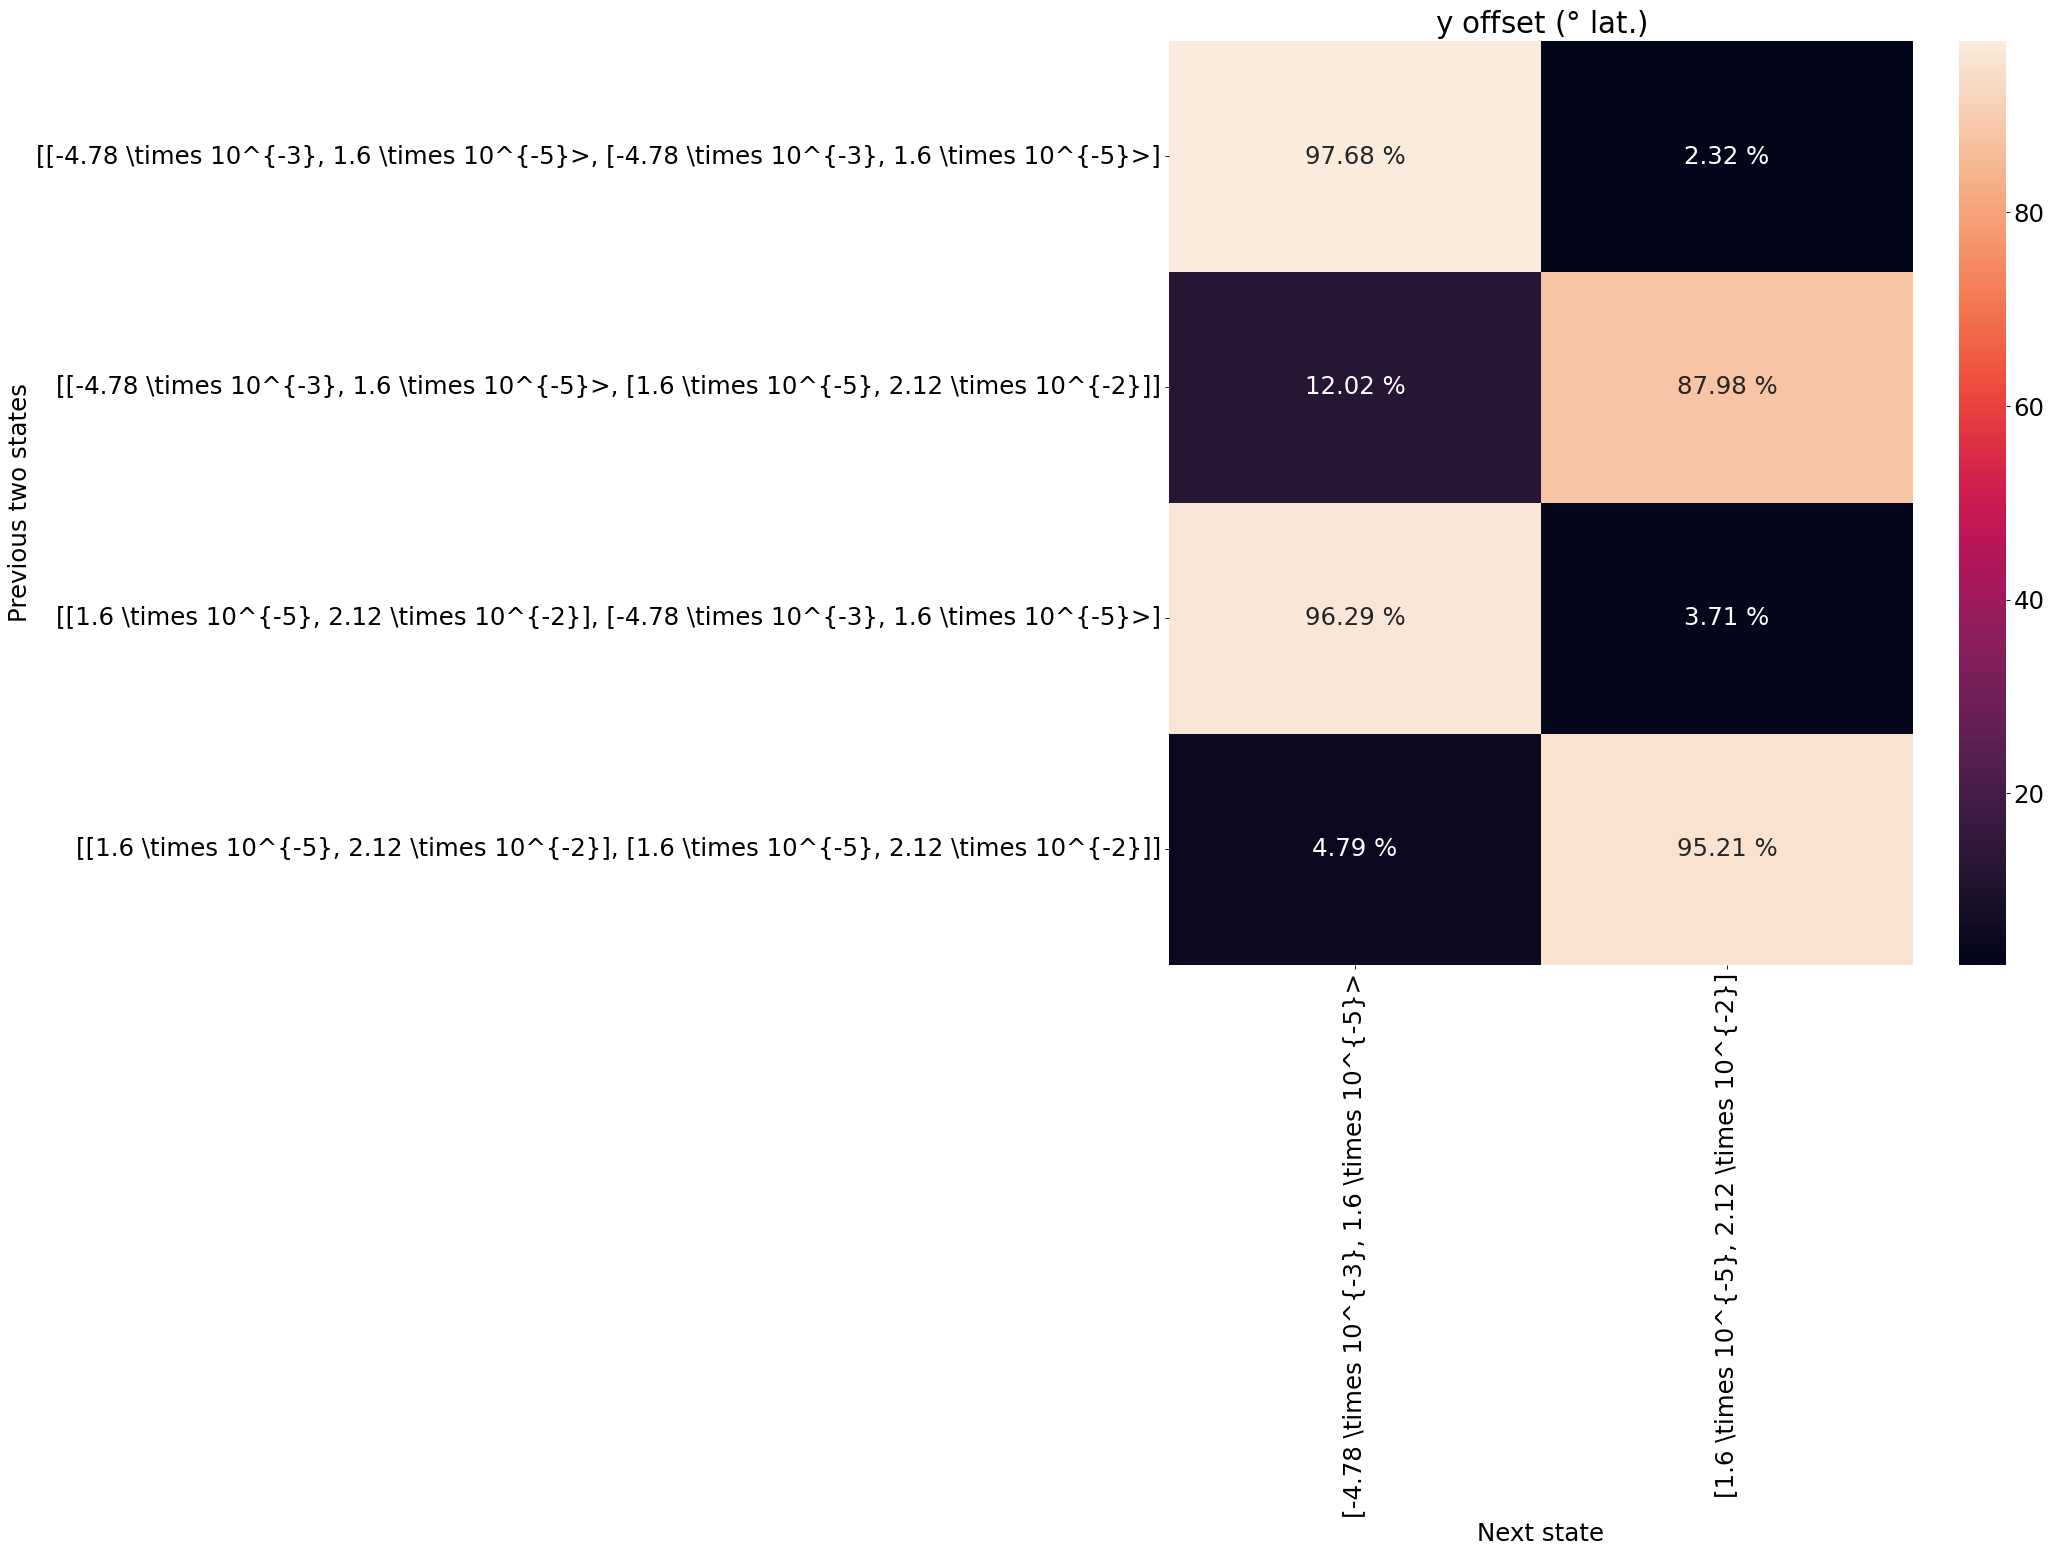 y offset (° lat.)
[[-4.78 \times 10^{-3}, 1.6 \times 10^{-5}>, [-4.78 \times 10^{-3}, 1.6 \times 10^{-5}>]
97.68 %
2.32 %
80
[[-4.78 \times 10^{-3}, 1.6 \times 10^{-5}>, [1.6 \times 10^{-5}, 2.12 \times 10^{-2}]]
12.02 %
87.98 %
60
Previous two states
[[1.6 \times 10^{-5}, 2.12 \times 10^{-2}], [-4.78 \times 10^{-3}, 1.6 \times 10^{-5}>]
96.29 %
3.71 %
40
[[1.6 \times 10^{-5}, 2.12 \times 10^{-2}], [1.6 \times 10^{-5}, 2.12 \times 10^{-2}]]
4.79 %
95.21 %
20
[-4.78 \times 10^{-3}, 1.6 \times 10^{-5}>
[1.6 \times 10^{-5}, 2.12 \times 10^{-2}]
Next state